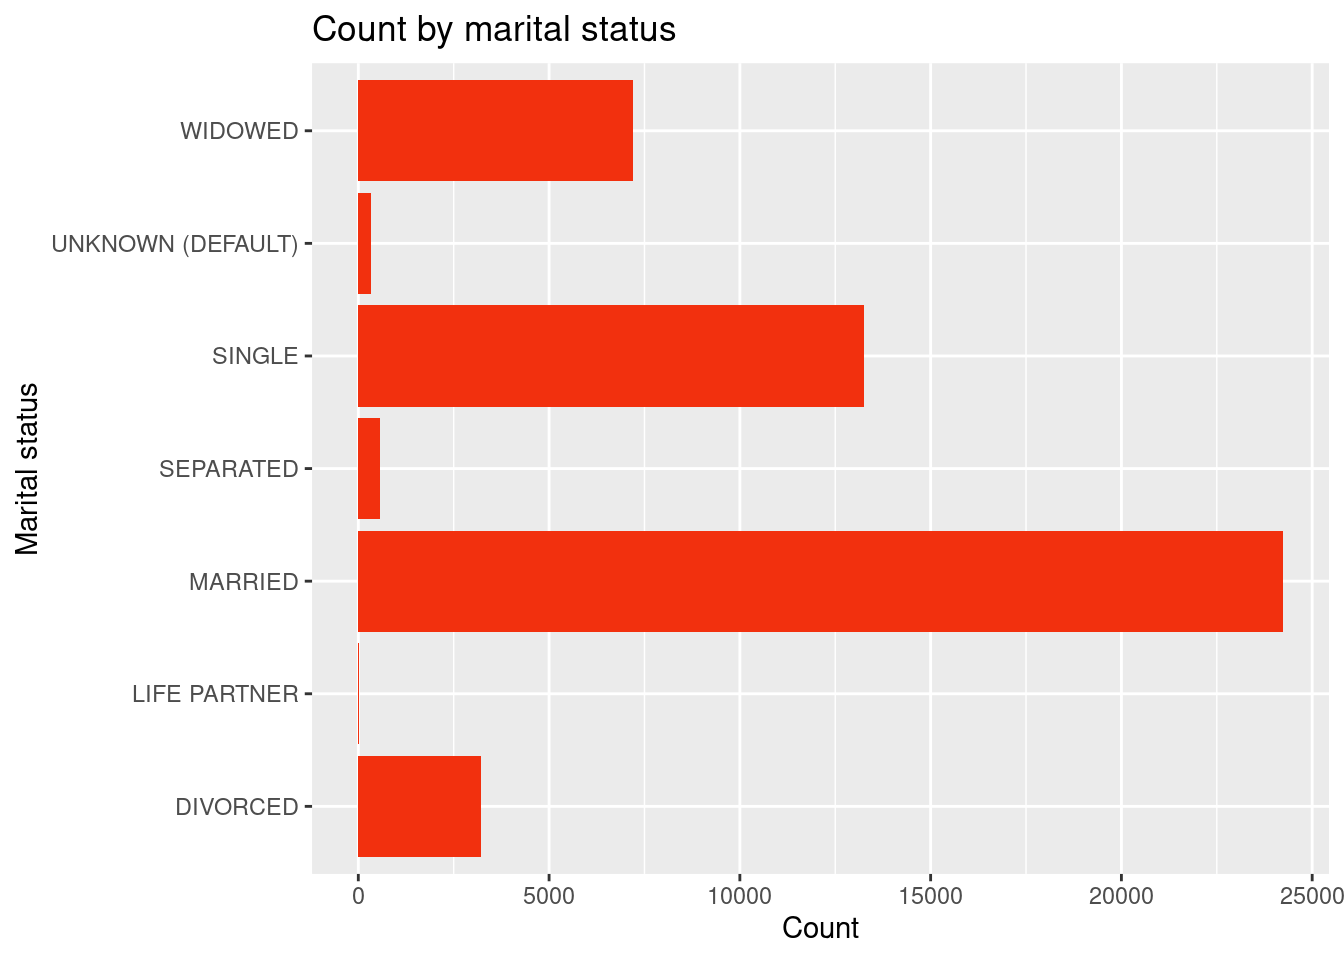 Count by marital status
WIDOWED
UNKNOWN (DEFAULT)
SINGLE
SEPARATED
MARRIED
LIFE PARTNER
DIVORCED
Marital status
0 5000 10000 15000 20000 25000
Count